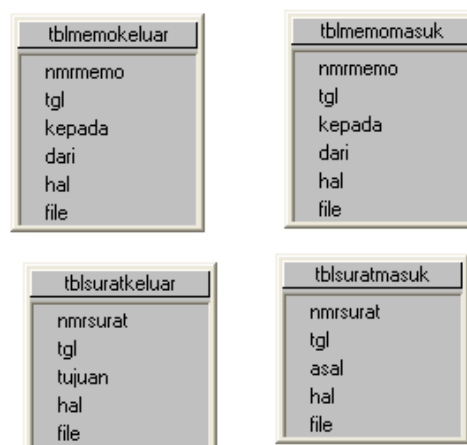 tblmemokeluar
nmrmemo
tgl
kepada
dari
hal
file
tblmemomasuk
nmrmemo
tgl
kepada
dari
hal
file
tblsuratkeluar
nmrsurat
tgl
tujuan
hal
file
tblsuratmasuk
nmrsurat
tgl
asal
hal
file